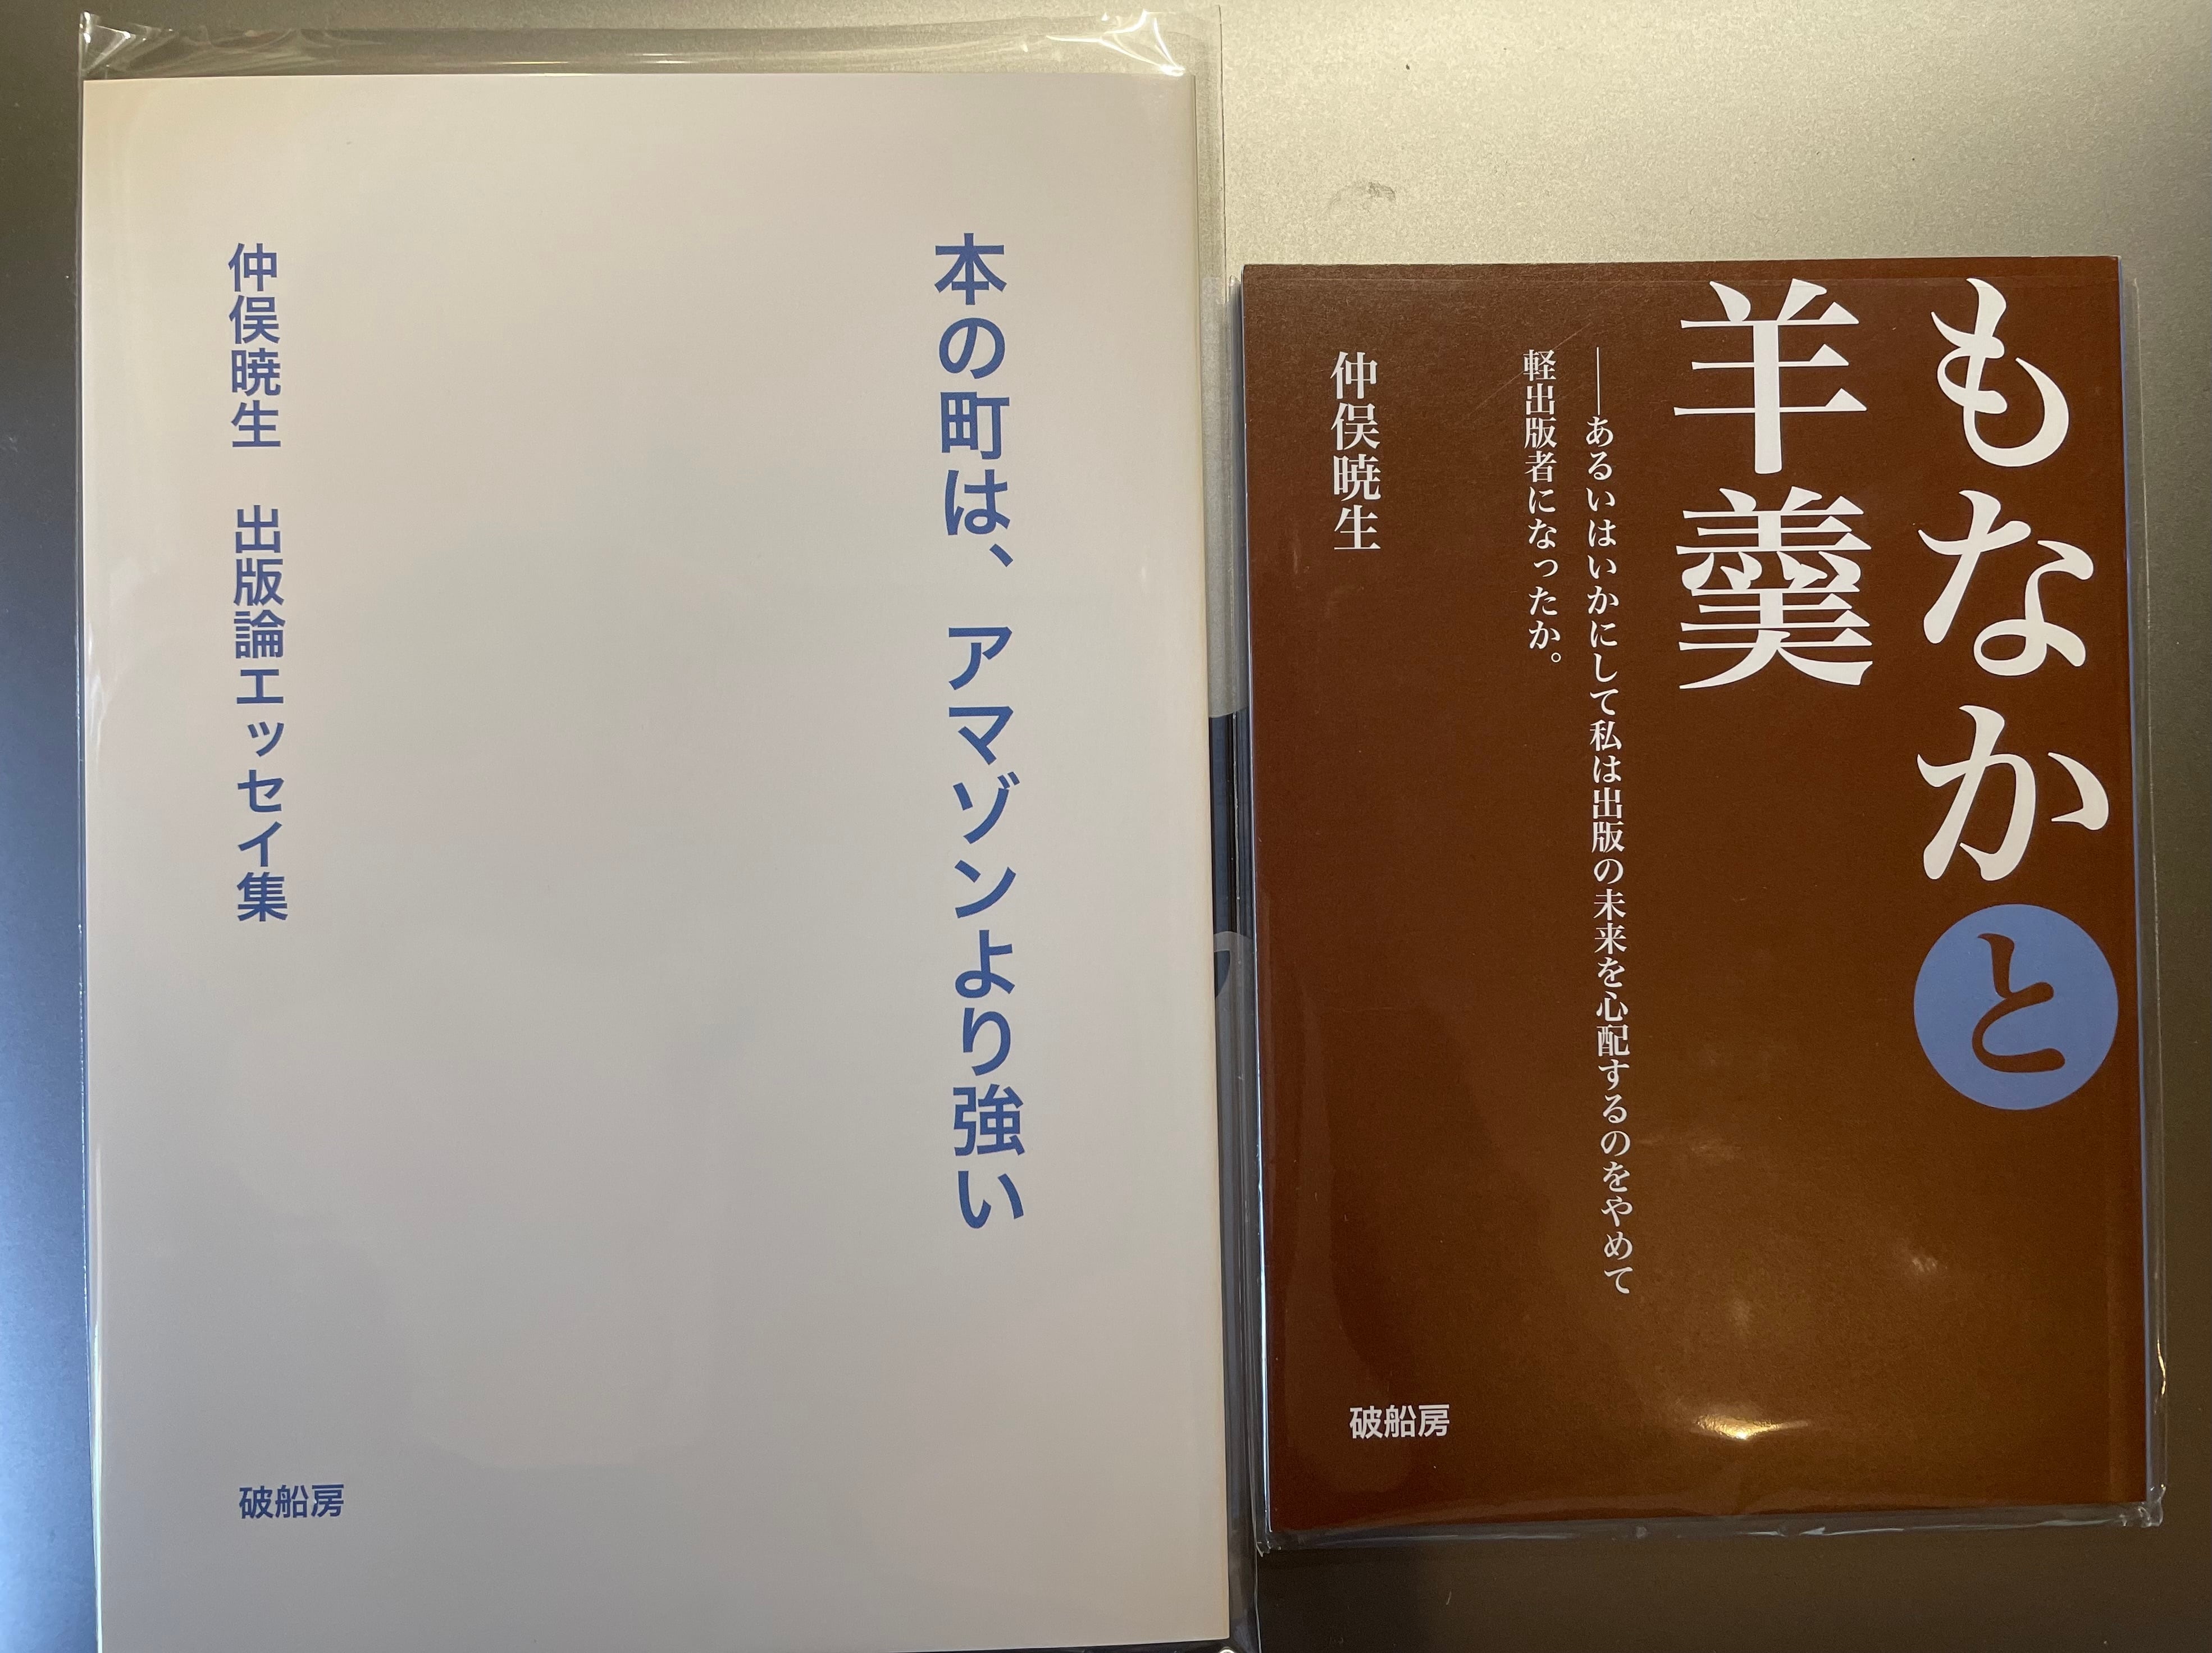 本の町は、アマゾンより強い
仲俣暁生　出版論エッセイ集
破船房
もなかと
羊羹
──あるいはいかにして私は出版の未来を心配するのをやめて
軽出版者になったか。
仲俣暁生
破船房